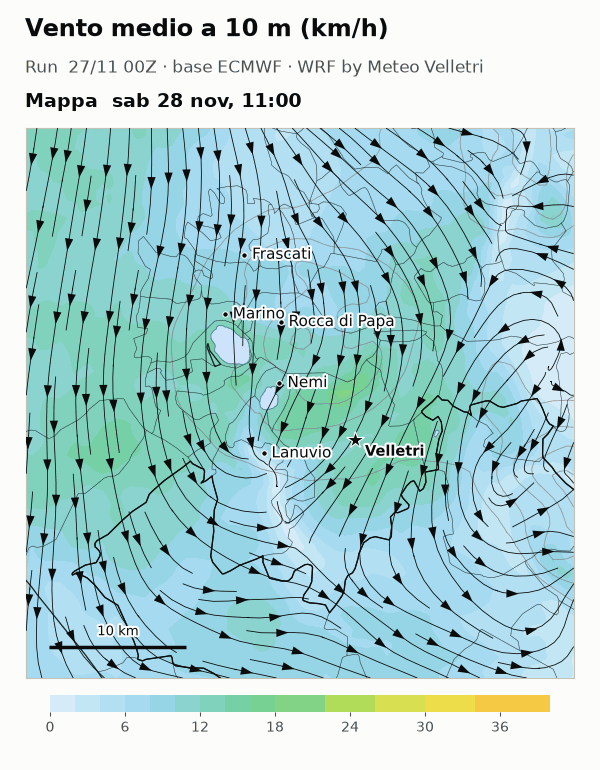 Vento medio a 10 m (km/h)
Run  27/11 00Z · base ECMWF · WRF by Meteo Velletri
Mappa  sab 28 nov, 11:00
Frascati
Marino
Rocca di Papa
Nemi
Velletri
Lanuvio
10 km
0 6 12 18 24 30 36